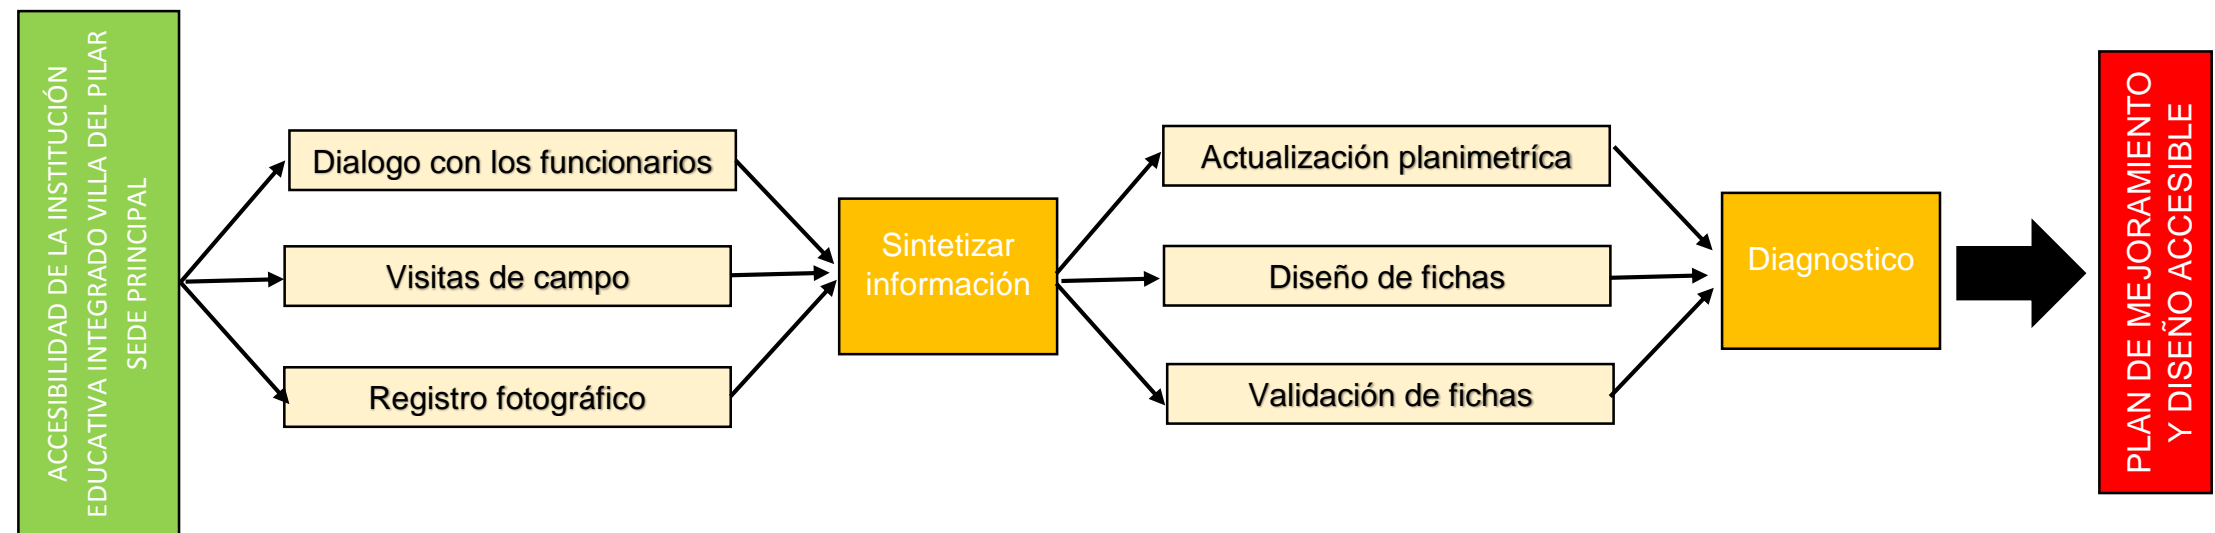 ACCESIBILIDAD DE LA INSTITUCIÓN
EDUCATIVA INTEGRADO VILLA DEL PILAR
SEDE PRINCIPAL
Dialogo con los funcionarios
Visitas de campo
Registro fotográfico
Sintetizar
información
Actualización planimetríca
Diseño de fichas
Validación de fichas
Diagnostico
PLAN DE MEJORAMIENTO
Y DISEÑO ACCESIBLE